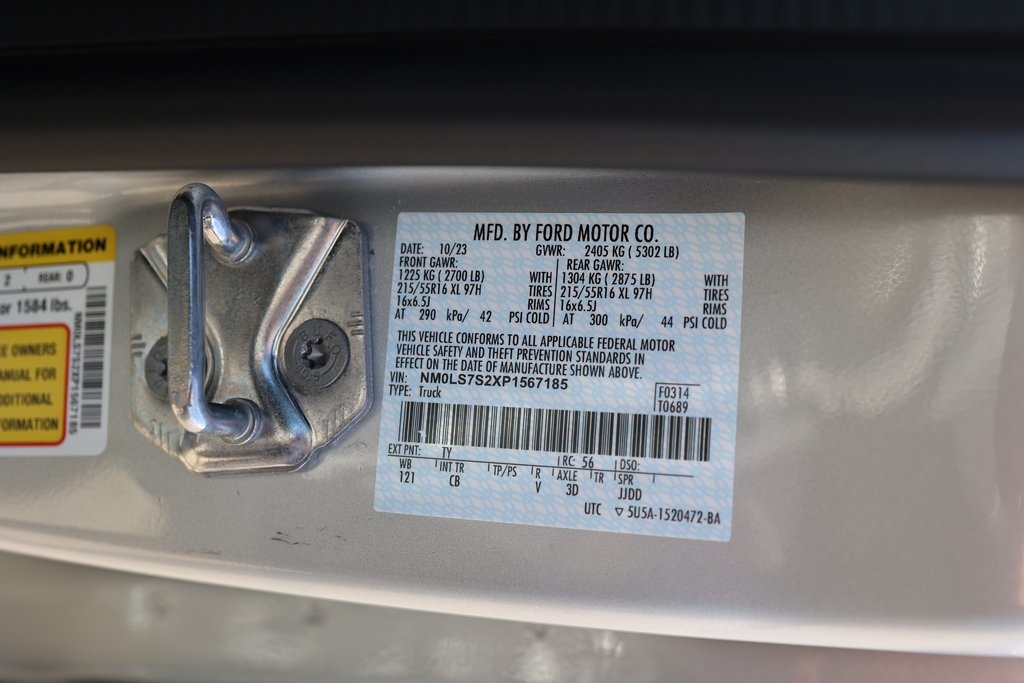 NFORMATION
2 REAR: 0
or 1584 lbs.
EE OWNERS
ANUAL FOR
DDITIONAL
FORMATION
NM0LS7S2XP1567185
MFD. BY FORD MOTOR CO.
DATE: 10/23 GVWR: 2405 KG ( 5302 LB)
FRONT GAWR: REAR GAWR:
1225 KG ( 2700 LB) WITH 1304 KG ( 2875 LB) WITH
215/55R16 XL 97H TIRES 215/55R16 XL 97H TIRES
16x6.5J RIMS 16x6.5J RIMS
AT 290 kPa/ 42 PSI COLD AT 300 kPa/ 44 PSI COLD
THIS VEHICLE CONFORMS TO ALL APPLICABLE FEDERAL MOTOR
VEHICLE SAFETY AND THEFT PREVENTION STANDARDS IN
EFFECT ON THE DATE OF MANUFACTURE SHOWN ABOVE.
VIN: NM0LS7S2XP1567185 F0314
TYPE: Truck T0689
EXT PNT: TY RC: 56 DSO:
WB INT TR TP/PS R AXLE TR SPR
121 CB V 3D JJDD
UTC ▽ 5U5A-1520472-BA